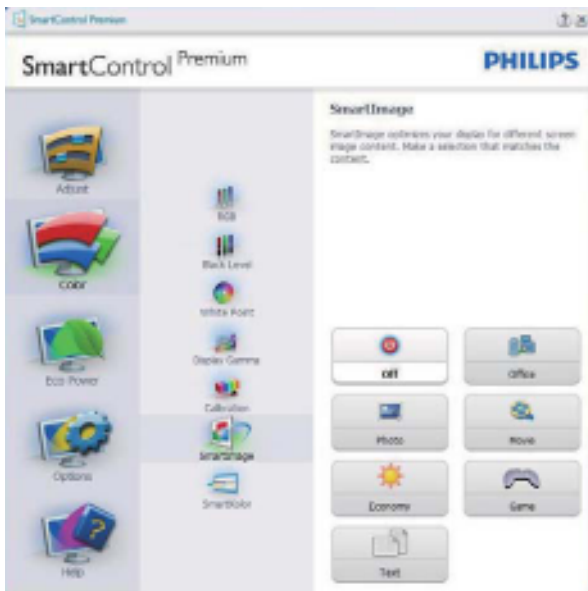 SmartControl Premium
SmartControl Premium
PHILIPS
Adjust
Color
Eco Power
Options
Help
RGB
Black Level
White Point
Display Gamma
Calibration
SmartImage
SmartKolor
SmartImage
SmartImage optimizes your display for different screen
image content. Make a selection that matches the
content.
Off
Office
Photo
Movie
Economy
Game
Text